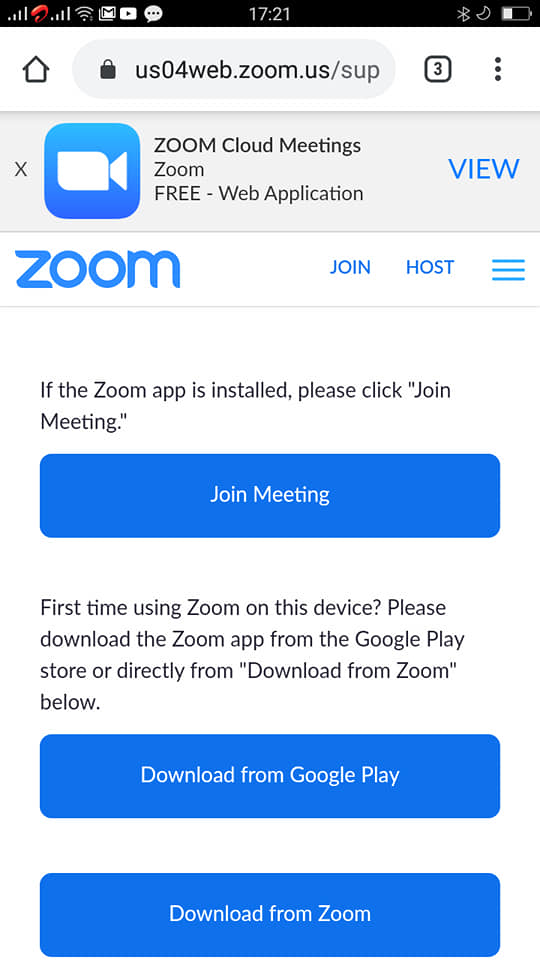 17:21
us04web.zoom.us/sup
3
X
ZOOM Cloud Meetings
Zoom
FREE - Web Application
VIEW
zoom
JOIN
HOST
If the Zoom app is installed, please click "Join
Meeting."
Join Meeting
First time using Zoom on this device? Please
download the Zoom app from the Google Play
store or directly from "Download from Zoom"
below.
Download from Google Play
Download from Zoom